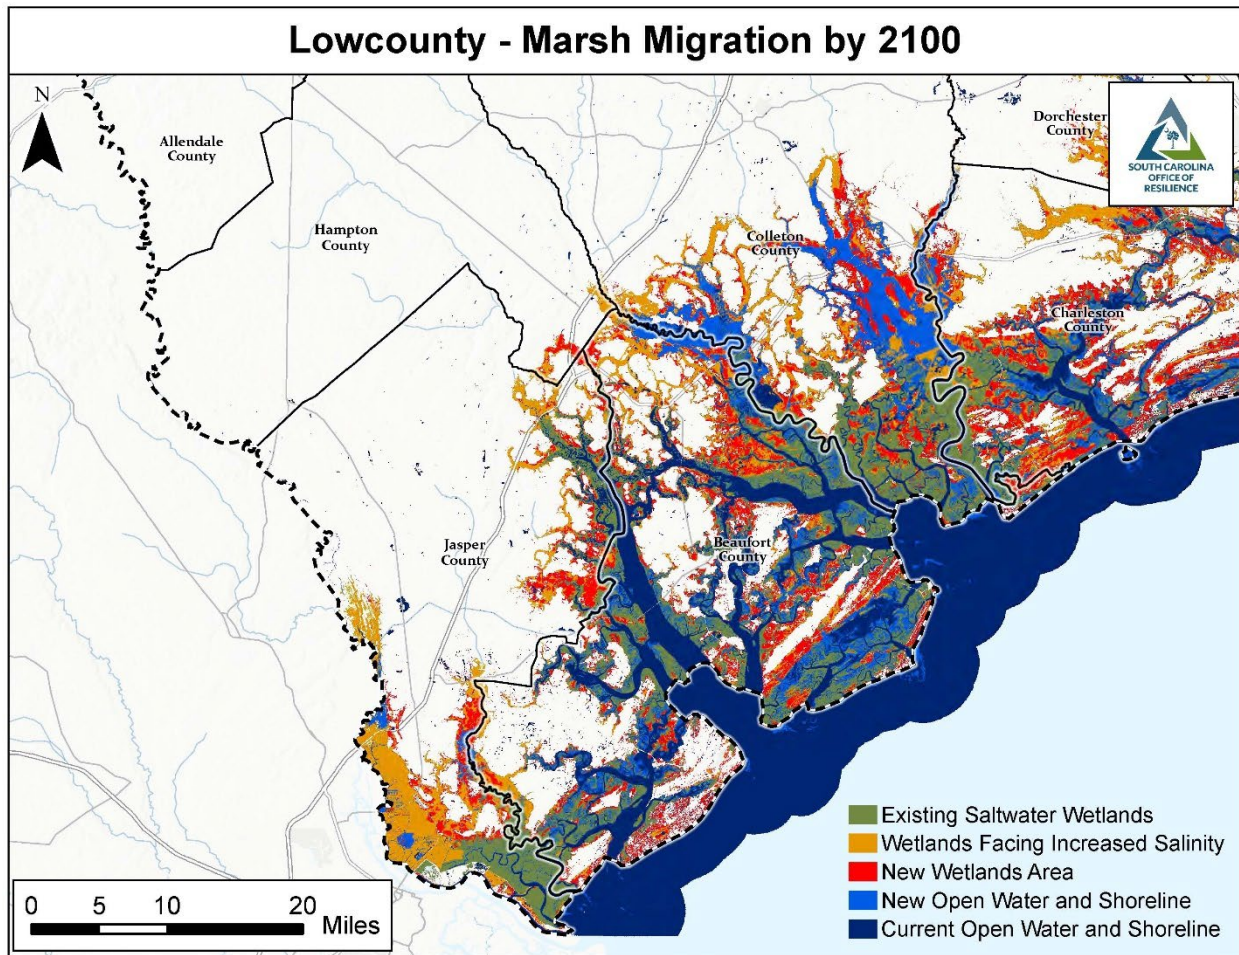 Lowcounty - Marsh Migration by 2100
N
Allendale
County
Hampton
County
Colleton
County
Dorchester
County
SOUTH CAROLINA
OFFICE OF
RESILIENCE
Charleston
County
Jasper
County
Beaufort
County
Existing Saltwater Wetlands
Wetlands Facing Increased Salinity
New Wetlands Area
New Open Water and Shoreline
Current Open Water and Shoreline
0 5 10 20 Miles